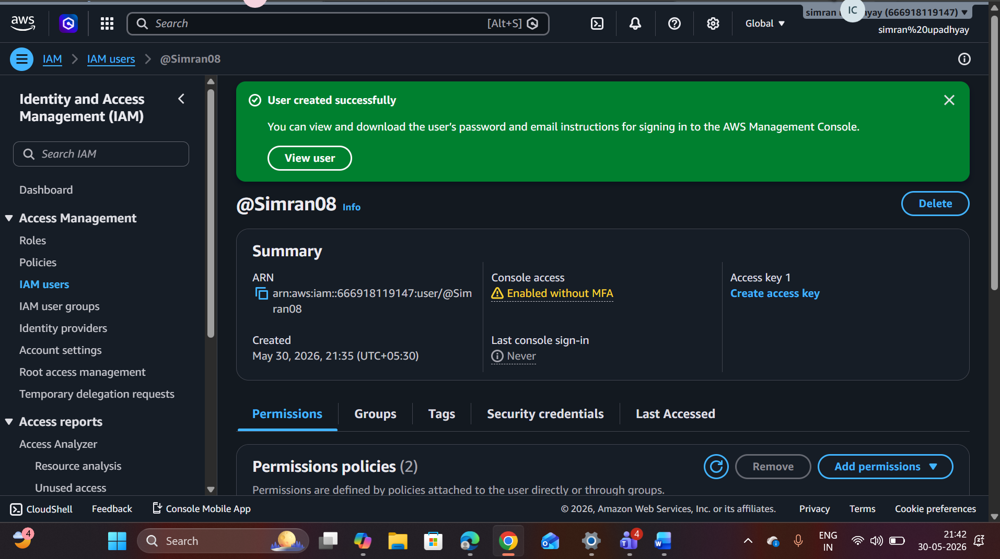 aws
Search
[Alt+S]
Global
simran
hyay (666918119147)
IC
simran%20upadhyay
IAM
IAM users
@Simran08
Identity and Access
Management (IAM)
Search IAM
Dashboard
Access Management
Roles
Policies
IAM users
IAM user groups
Identity providers
Account settings
Root access management
Temporary delegation requests
Access reports
Access Analyzer
Resource analysis
Unused access
User created successfully
You can view and download the user’s password and email instructions for signing in to the AWS Management Console.
View user
@Simran08 Info
Delete
Summary
ARN
arn:aws:iam::666918119147:user/@Sim
ran08
Created
May 30, 2026, 21:35 (UTC+05:30)
Console access
Enabled without MFA
Last console sign-in
Never
Access key 1
Create access key
Permissions
Groups
Tags
Security credentials
Last Accessed
Permissions policies (2)
Remove
Add permissions
Permissions are defined by policies attached to the user directly or through groups.
CloudShell
Feedback
Console Mobile App
© 2026, Amazon Web Services, Inc. or its affiliates.
Privacy
Terms
Cookie preferences
4
Search
4
ENG
IN
21:42
30-05-2026